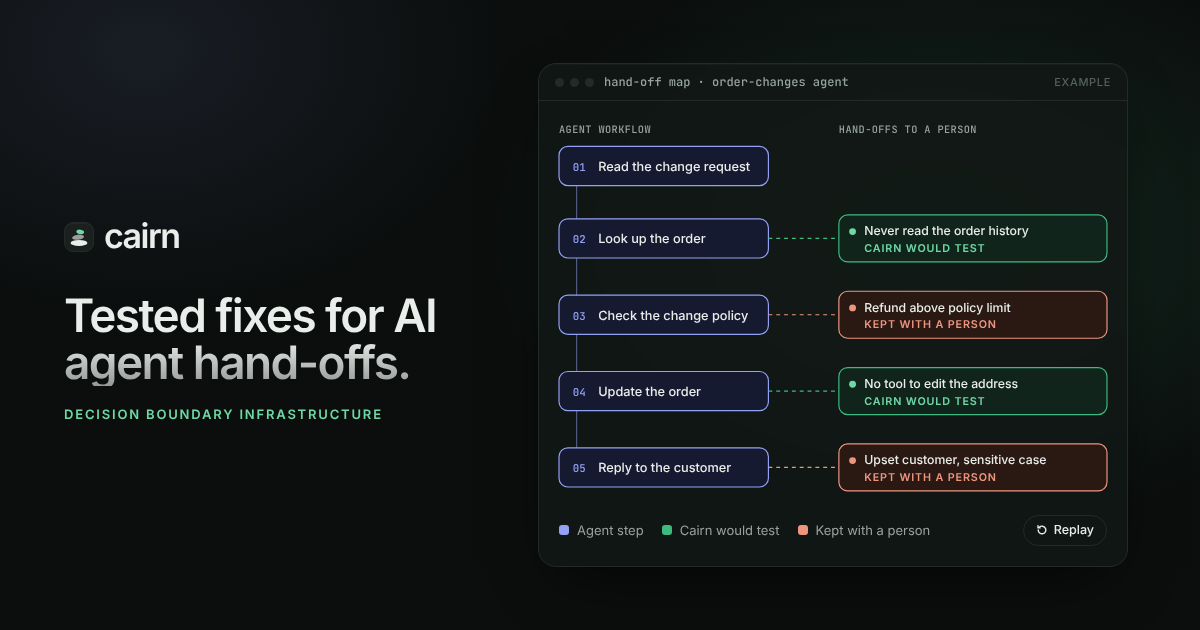 cairn
Tested fixes for AI
agent hand-offs.
DECISION BOUNDARY INFRASTRUCTURE
hand-off map · order-changes agent
EXAMPLE
AGENT WORKFLOW
HAND-OFFS TO A PERSON
01 Read the change request
02 Look up the order
Never read the order history
CAIRN WOULD TEST
03 Check the change policy
Refund above policy limit
KEPT WITH A PERSON
04 Update the order
No tool to edit the address
CAIRN WOULD TEST
05 Reply to the customer
Upset customer, sensitive case
KEPT WITH A PERSON
Agent step
Cairn would test
Kept with a person
Replay